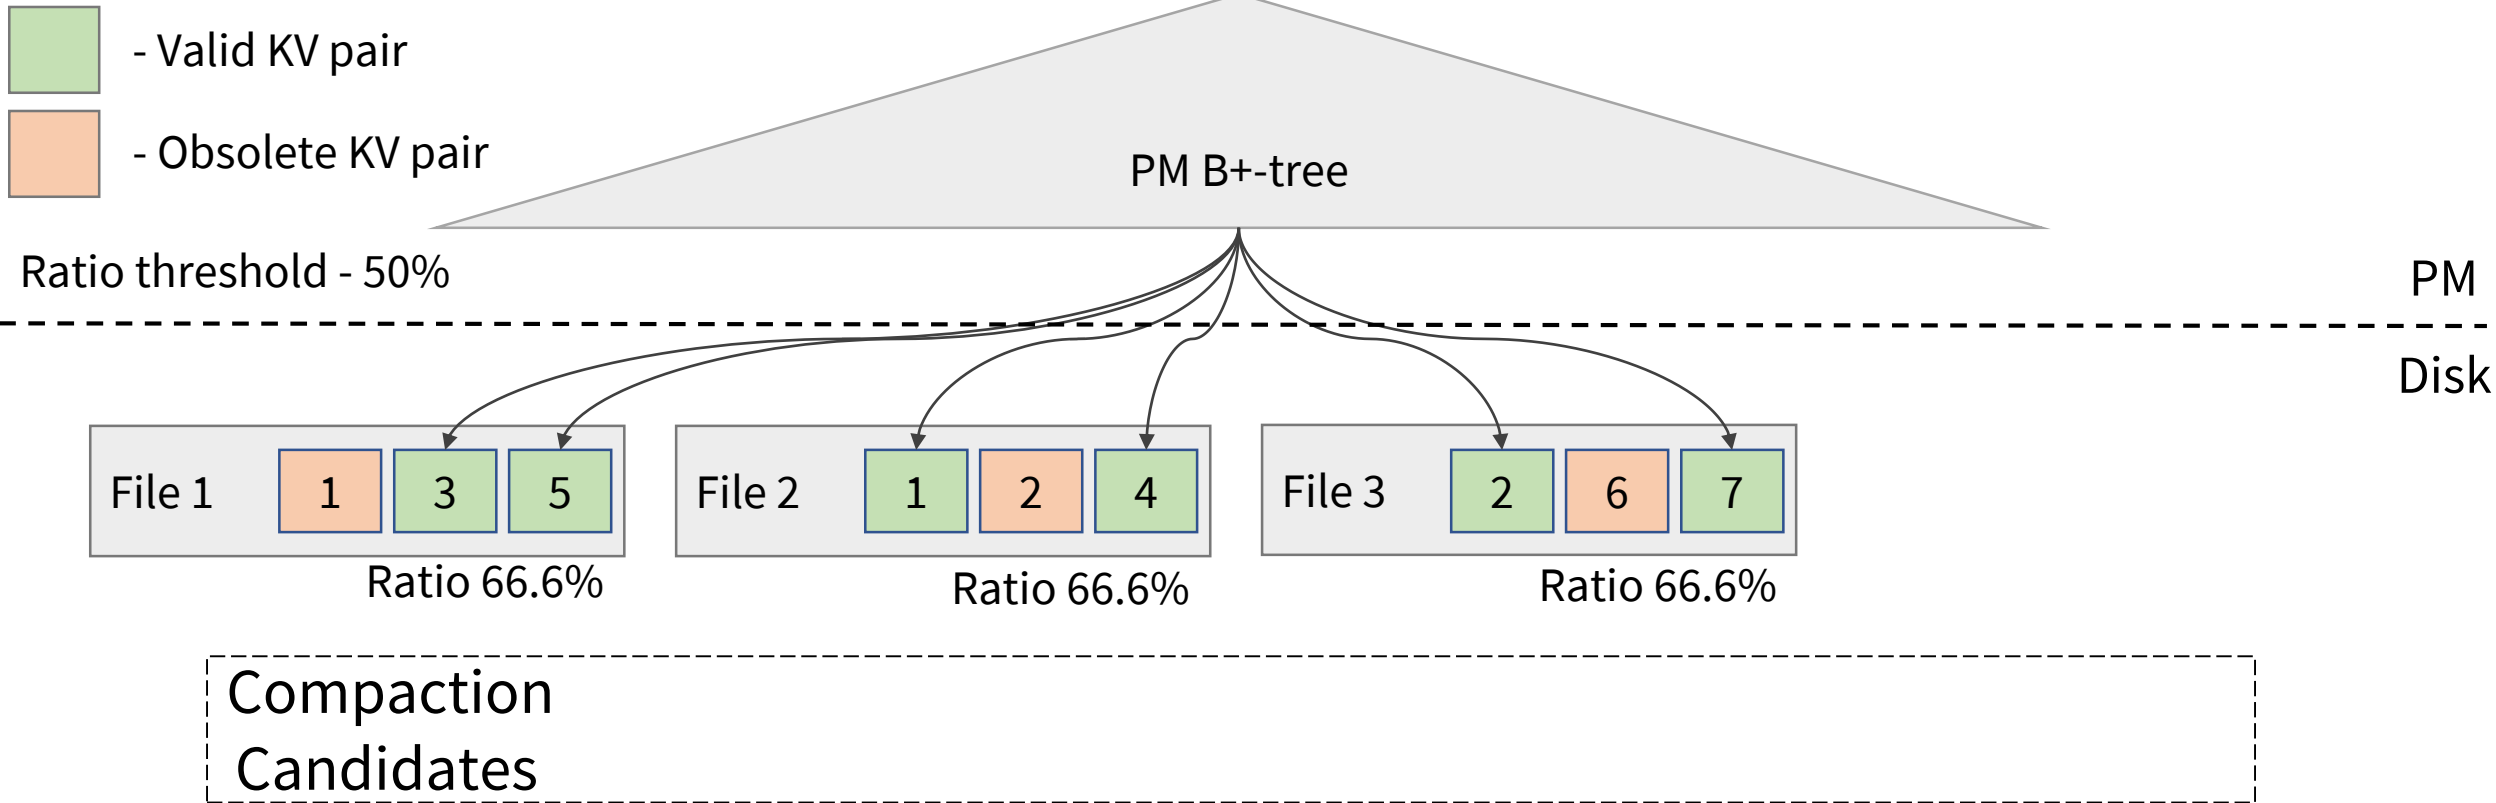 - Valid KV pair
- Obsolete KV pair
PM B+-tree
Ratio threshold - 50%
PM
Disk
File 1 1 3 5
File 2 1 2 4
File 3 2 6 7
Ratio 66.6%
Ratio 66.6%
Ratio 66.6%
Compaction
Candidates